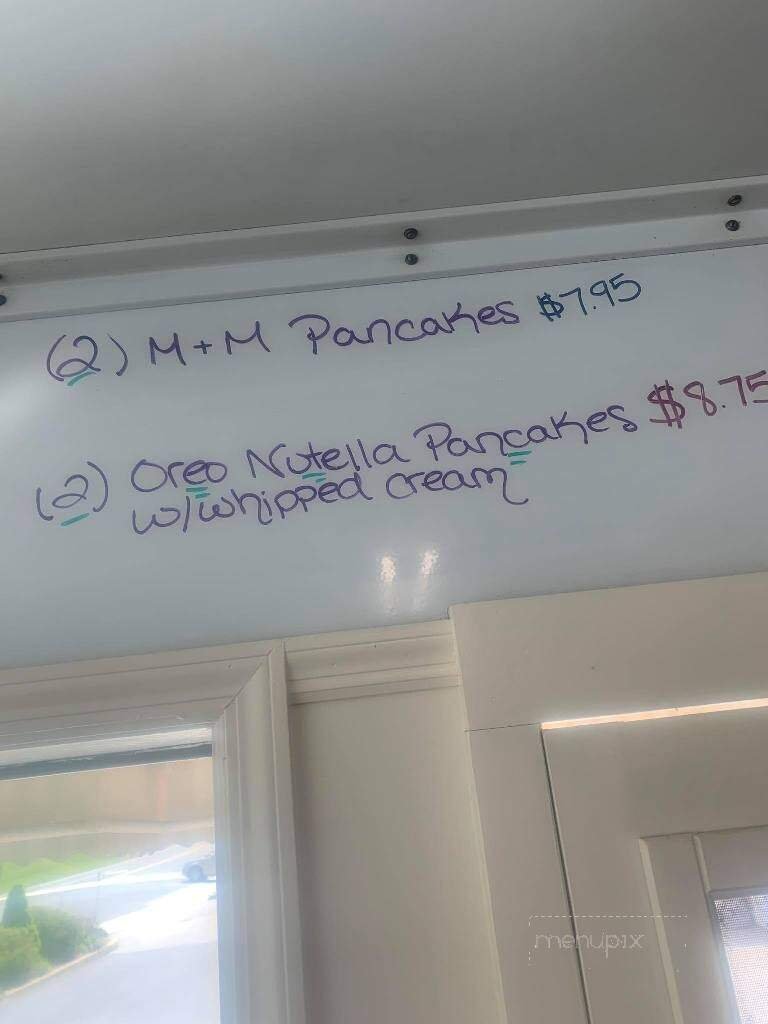 (2) M+M Pancakes $7.95
(2) Oreo Nutella Pancakes $8.75
w/whipped cream
menupix